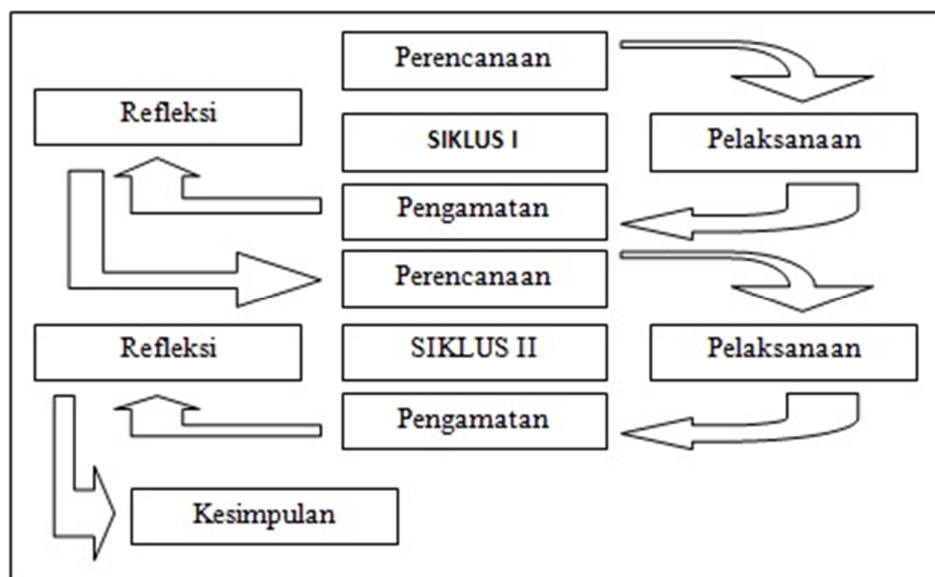 Perencanaan
Refleksi
SIKLUS I
Pelaksanaan
Pengamatan
Perencanaan
Refleksi
SIKLUS II
Pelaksanaan
Pengamatan
Kesimpulan